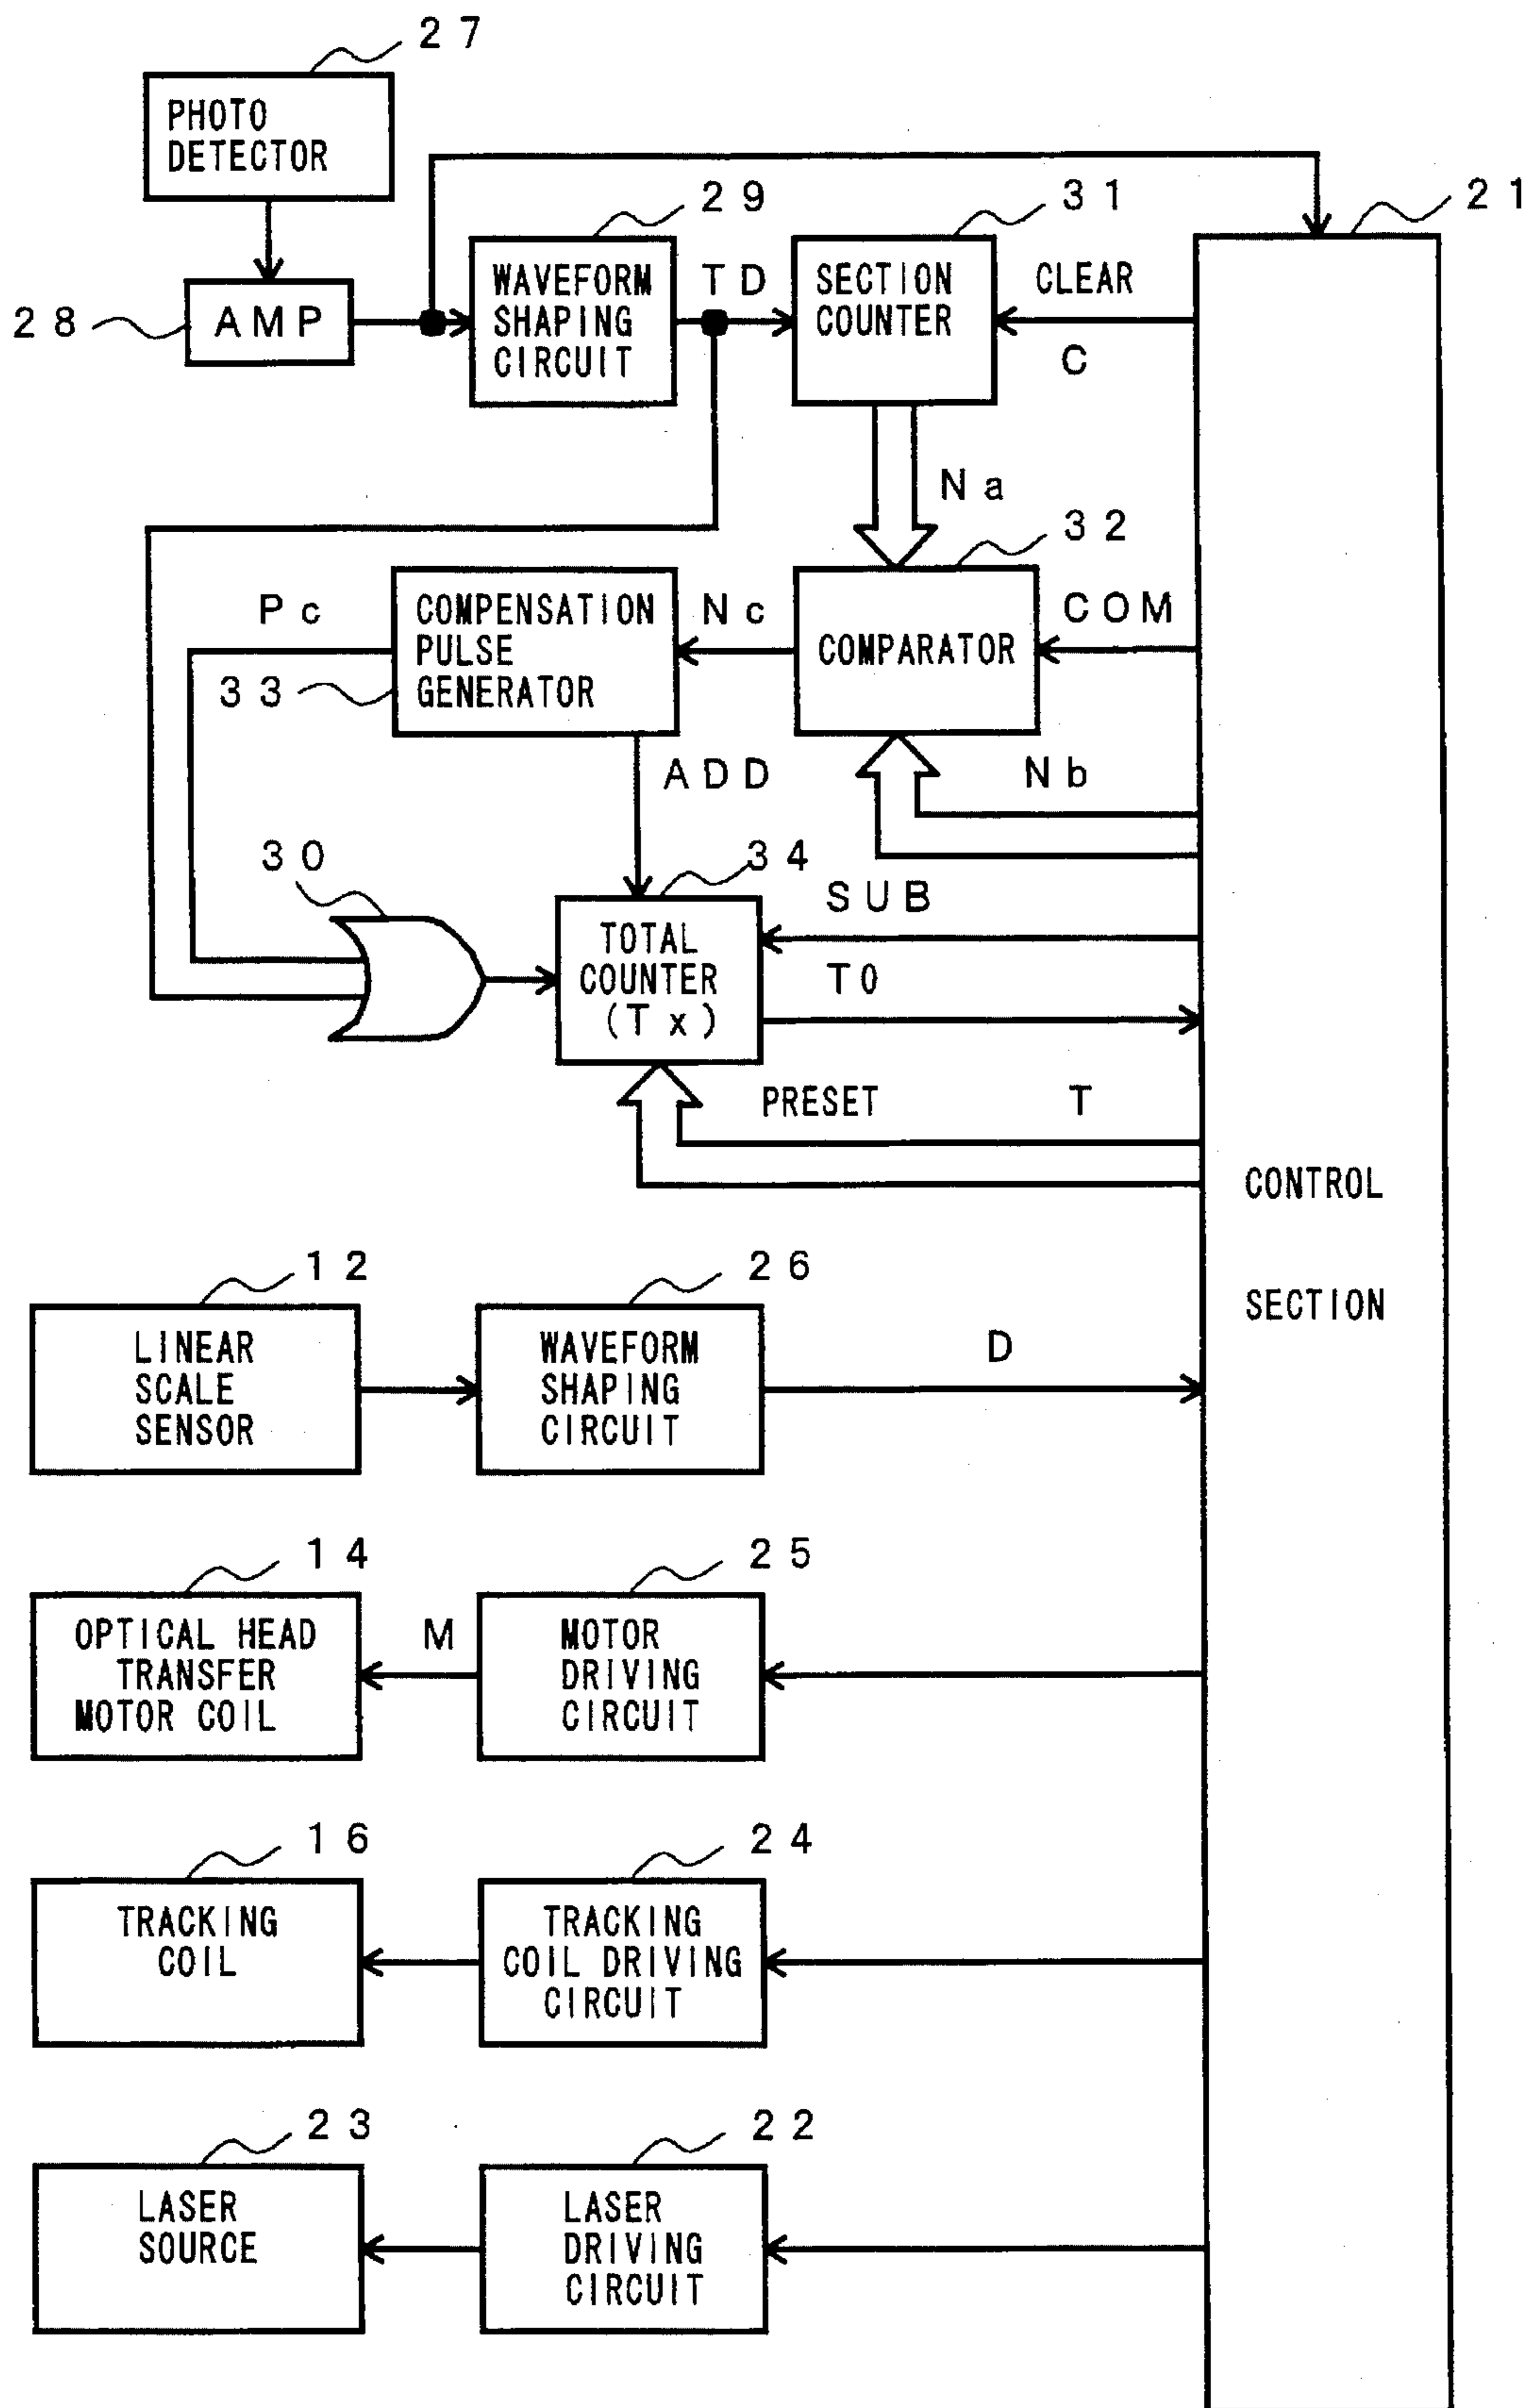 27
PHOTO
DETECTOR
29
31
21
28
AMP
WAVEFORM
SHAPING
CIRCUIT
TD
SECTION
COUNTER
CLEAR
C
Na
32
Pc
COMPENSATION
PULSE
GENERATOR
33
Nc
COMPARATOR
COM
ADD
Nb
30
34
SUB
TOTAL
COUNTER
(Tx)
T0
PRESET
T
CONTROL
SECTION
12
26
LINEAR
SCALE
SENSOR
WAVEFORM
SHAPING
CIRCUIT
D
14
25
OPTICAL HEAD
TRANSFER
MOTOR COIL
M
MOTOR
DRIVING
CIRCUIT
16
24
TRACKING
COIL
TRACKING
COIL DRIVING
CIRCUIT
23
22
LASER
SOURCE
LASER
DRIVING
CIRCUIT